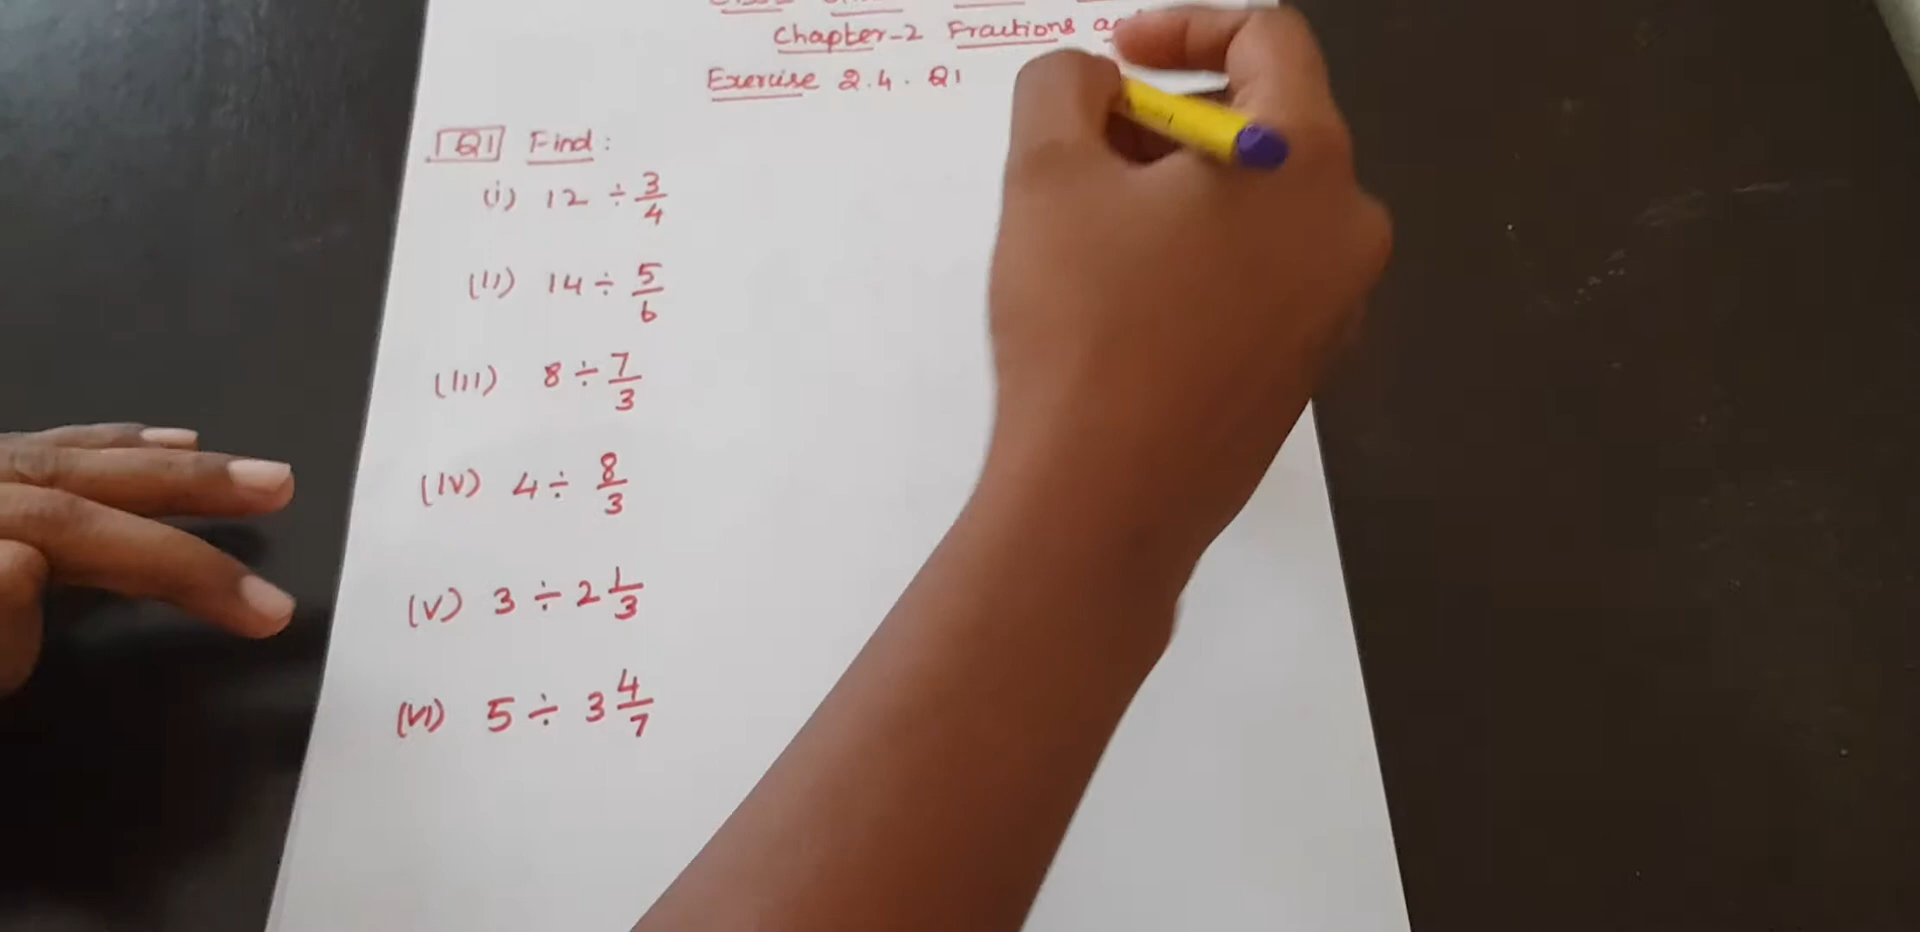 Chapter-2 Fractions a
Exercise 2.4. Q1
Q1 Find:
(i) 12 ÷ 3/4
(II) 14 ÷ 5/6
(III) 8 ÷ 7/3
(IV) 4 ÷ 8/3
(V) 3 ÷ 2 1/3
(VI) 5 ÷ 3 4/7